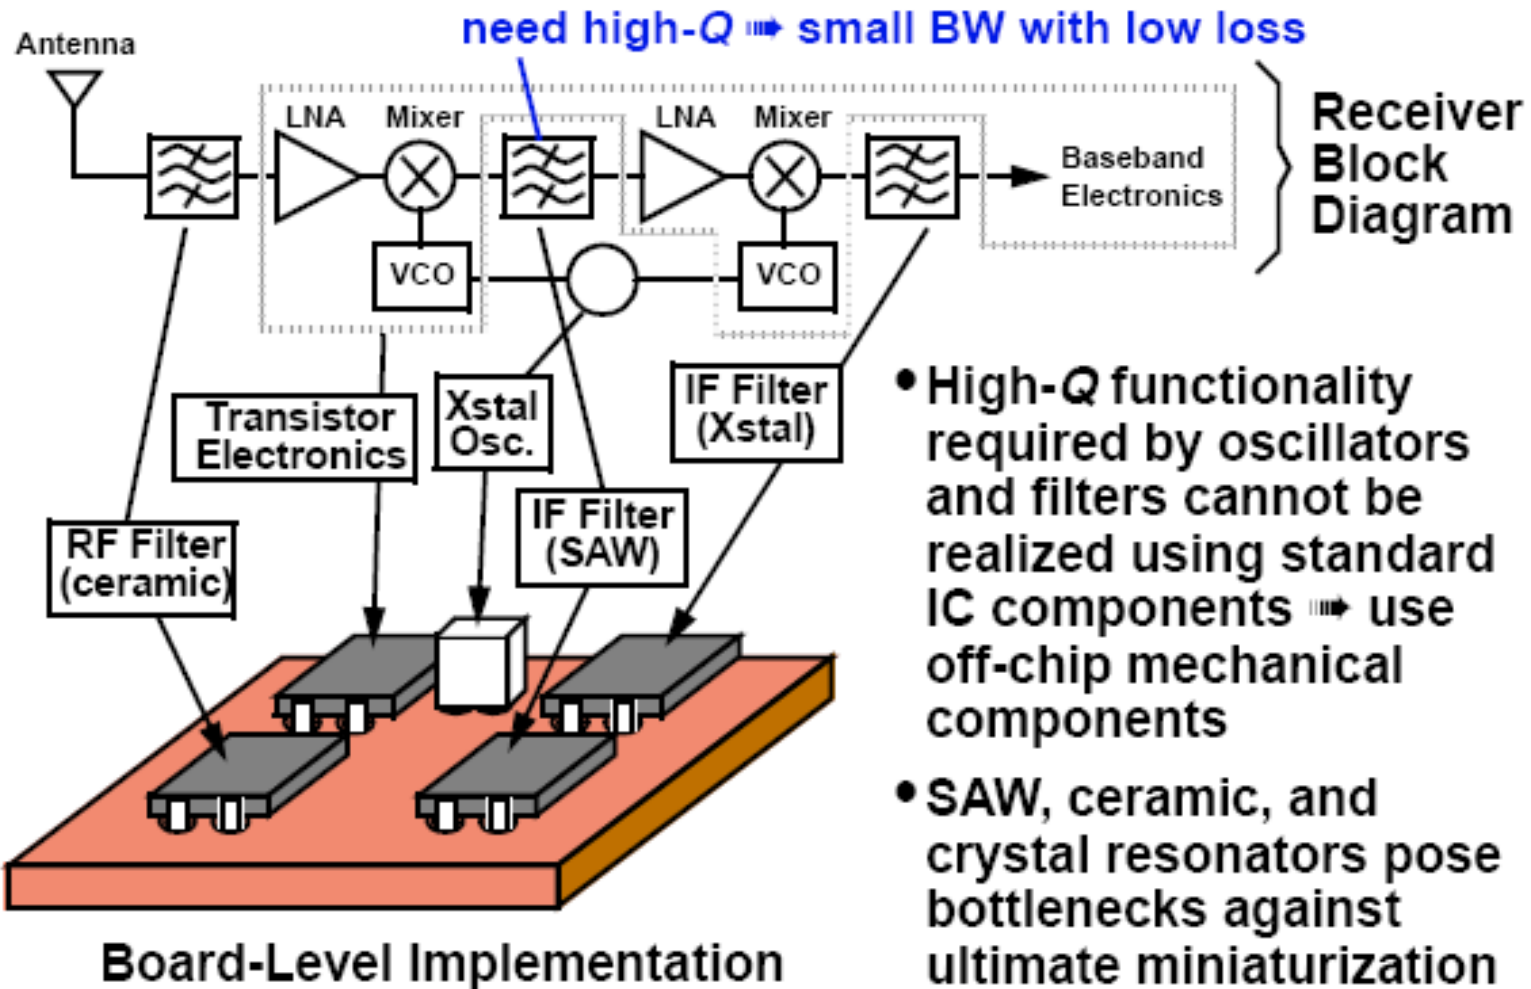 need high-Q ➠ small BW with low loss
Antenna
LNA
Mixer
LNA
Mixer
Baseband
Electronics
Receiver
Block
Diagram
VCO
VCO
Transistor
Electronics
Xstal
Osc.
IF Filter
(Xstal)
RF Filter
(ceramic)
IF Filter
(SAW)
• High-Q functionality
required by oscillators
and filters cannot be
realized using standard
IC components ➠ use
off-chip mechanical
components
• SAW, ceramic, and
crystal resonators pose
bottlenecks against
ultimate miniaturization
Board-Level Implementation